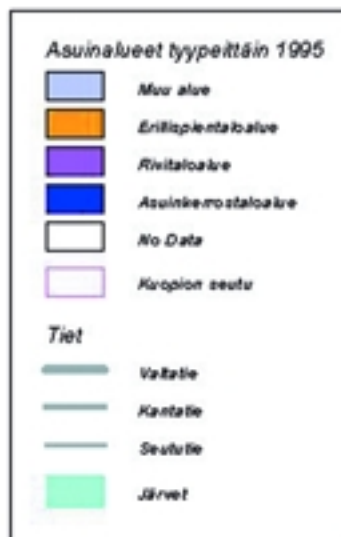 Asuinalueet tyypeittäin 1995
Muu alue
Erillispientaloalue
Rivitaloalue
Asuinkerrostaloalue
No Data
Kuopion seutu
Tiet
Valtatie
Kantatie
Seututie
Järvet